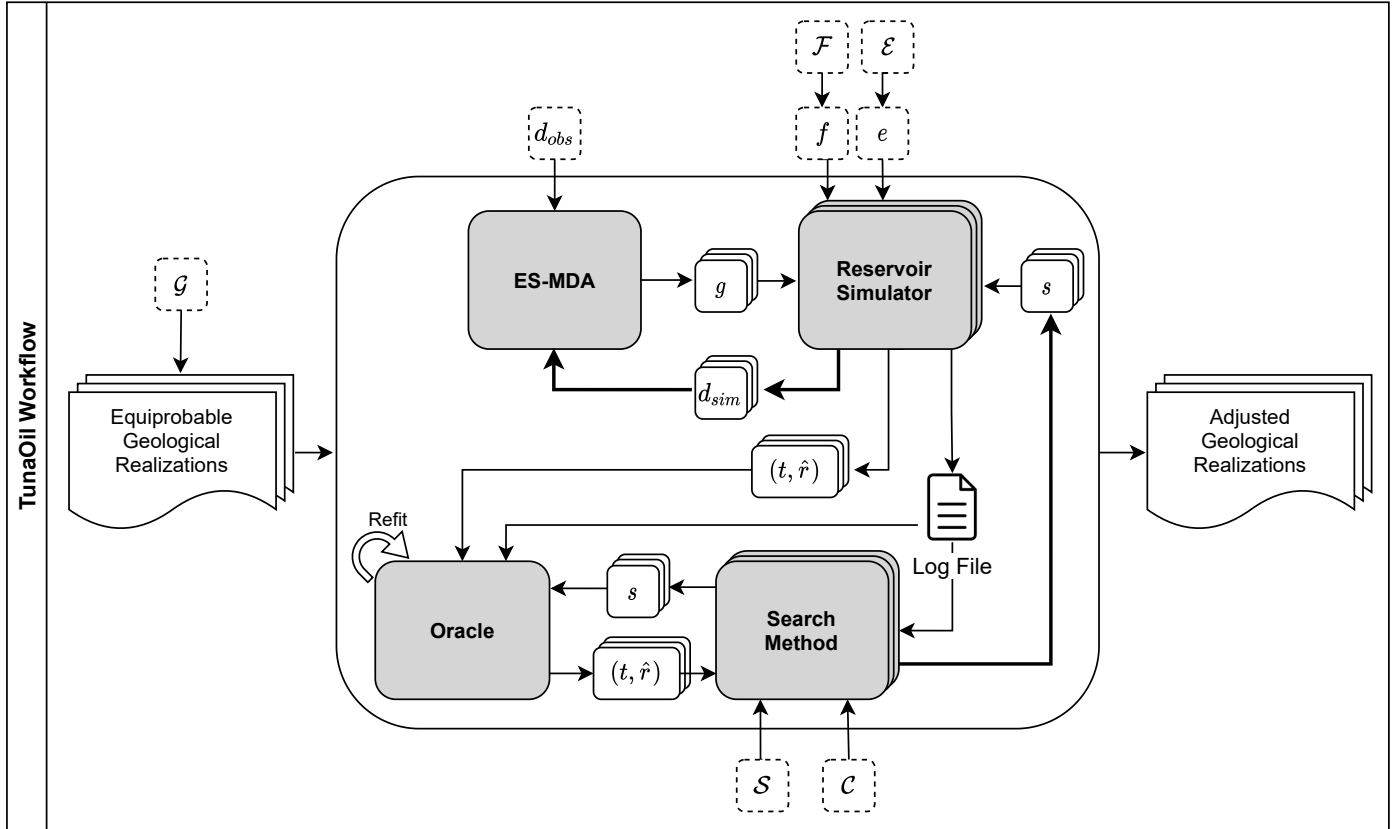 TunaOil Workflow
𝓕
𝓔
d_obs
f
e
𝓖
ES-MDA
g
Reservoir
Simulator
s
d_sim
Equiprobable
Geological
Realizations
Adjusted
Geological
Realizations
(t, r̂)
Refit
Log File
Oracle
s
(t, r̂)
Search
Method
𝓢
𝓒